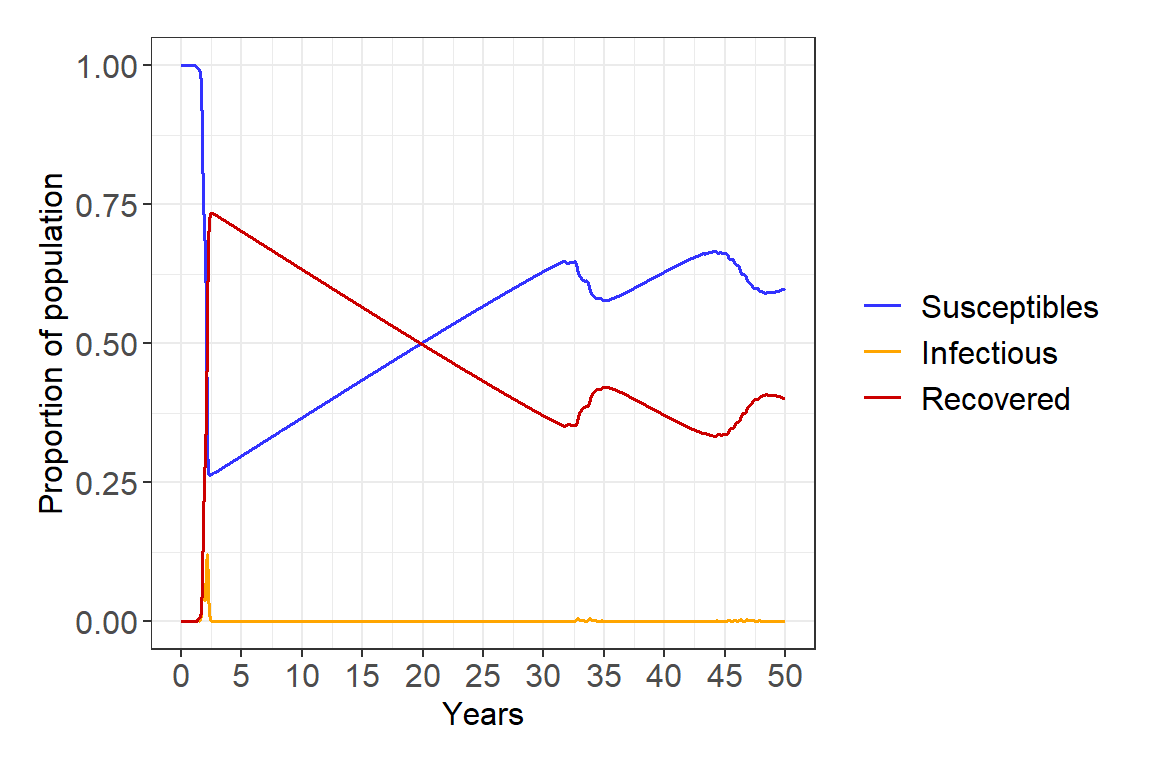 Proportion of population
1.00
0.75
0.50
0.25
0.00
0 5 10 15 20 25 30 35 40 45 50
Years
Susceptibles
Infectious
Recovered